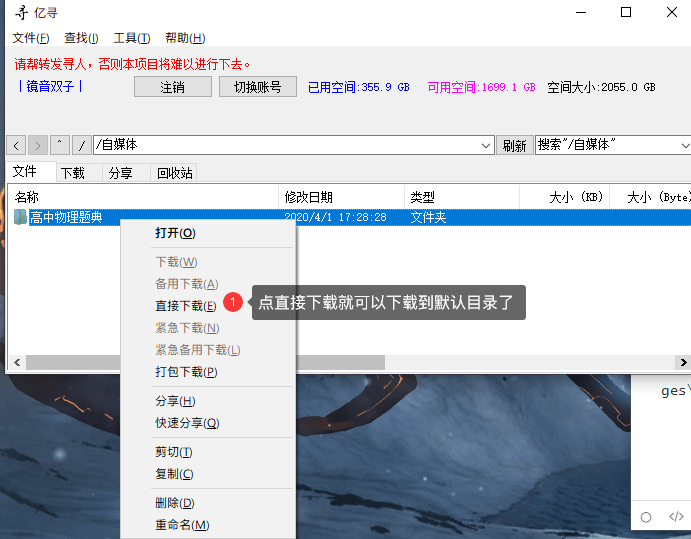 寻 亿寻
文件(F) 查找(I) 工具(T) 帮助(H)
请帮转发寻人，否则本项目将难以进行下去。
|镜音双子| 注销 切换账号 已用空间:355.9 GB 可用空间:1699.1 GB 空间大小:2055.0 GB
< > ^ / /自媒体 刷新 搜索"/自媒体"
文件 下载 分享 回收站
名称 修改日期 类型 大小 (KB) 大小 (Byte)
高中物理题典 2020/4/1 17:28:28 文件夹
打开(O)
下载(W)
备用下载(A)
直接下载(E) 1 点直接下载就可以下载到默认目录了
紧急下载(N)
紧急备用下载(L)
打包下载(P)
分享(H)
快速分享(Q)
剪切(T)
复制(C)
删除(D)
重命名(M)
ges\
</>